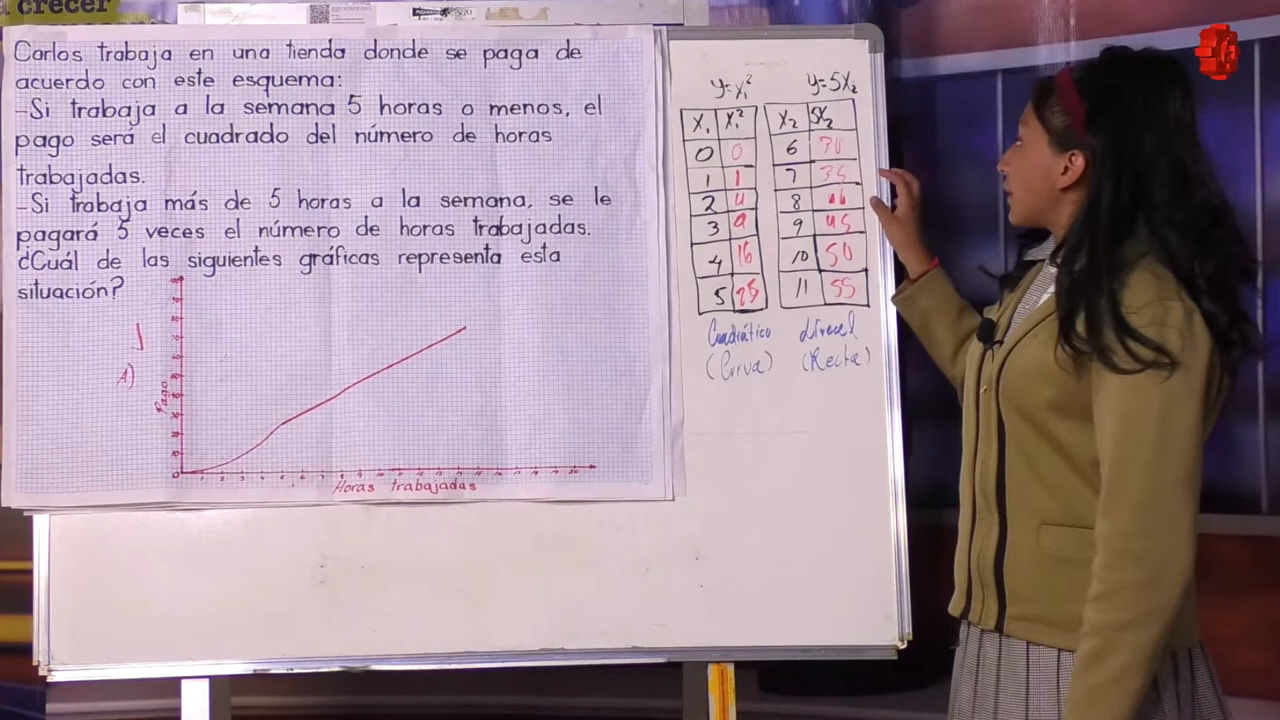 a crecer
Carlos trabaja en una tienda donde se paga de
acuerdo con este esquema:
-Si trabaja a la semana 5 horas o menos, el
pago será el cuadrado del número de horas
trabajadas.
-Si trabaja más de 5 horas a la semana, se le
pagará 5 veces el número de horas trabajadas.
¿Cuál de las siguientes gráficas representa esta
situación?
A)
Pago
Horas trabajadas
y=x₁²
x₁ x₁²
0 0
1 1
2 4
3 9
4 16
5 25
Cuadrático
(Curva)
y=5x₂
x₂ 5x₂
6 30
7 35
8
9 45
10 50
11 55
(Recta)